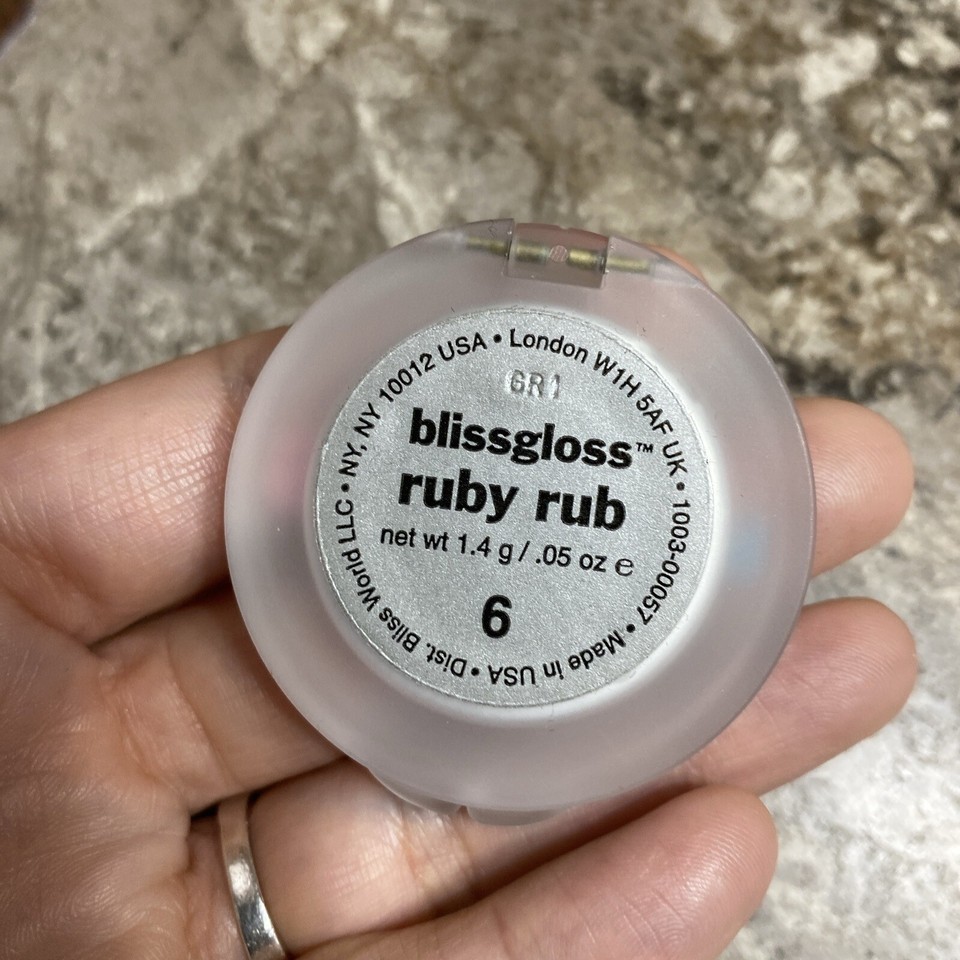 Dist. Bliss World LLC • NY, NY 10012 USA • London W1H 5AF UK • 1003-00057 • Made in USA •
6R1
blissgloss™
ruby rub
net wt 1.4 g / .05 oz ℮
6